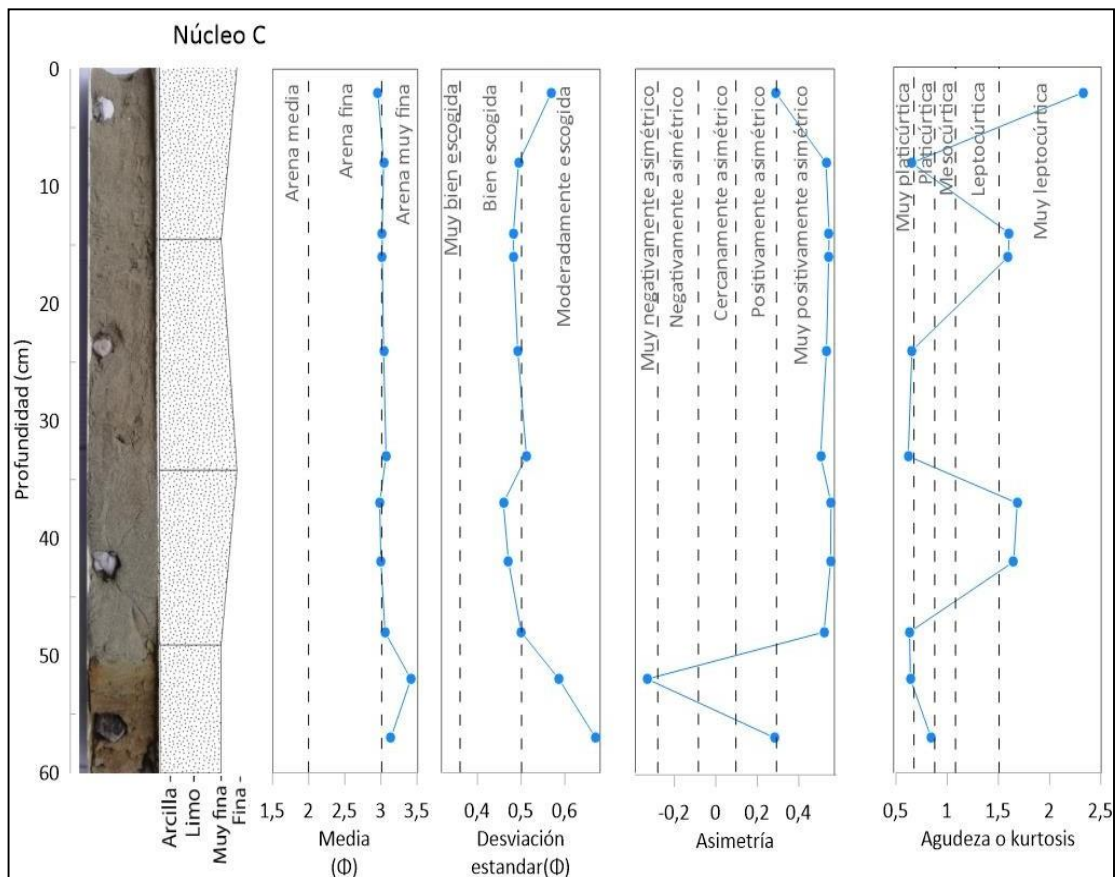 Núcleo C
Profundidad (cm)
0
10
20
30
40
50
60
Arcilla -
Limo -
Muy fina -
Fina -
Arena media
Arena fina
Arena muy fina
1,5
2
2,5
3
3,5
Media
(Φ)
Muy bien escogida
Bien escogida
Moderadamente escogida
0,4
0,5
0,6
Desviación
estandar(Φ)
Muy negativamente asimétrico
Negativamente asimétrico
Cercanamente asimétrico
Positivamente asimétrico
Muy positivamente asimétrico
-0,2
0
0,2
0,4
Asimetría
Muy platicúrtica
Platicúrtica
Mesocúrtica
Leptocúrtica
Muy leptocúrtica
0,5
1
1,5
2
2,5
Agudeza o kurtosis